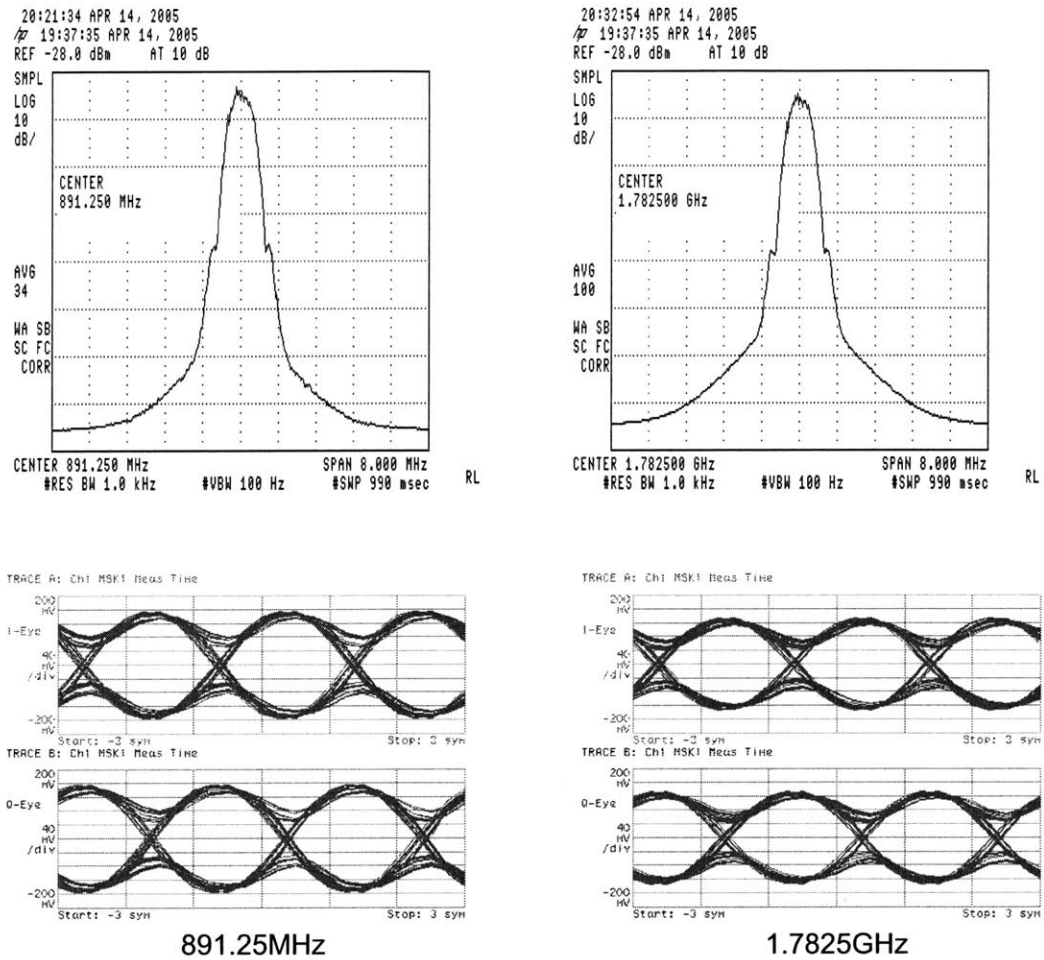 20:21:34 APR 14, 2005
hp 19:37:35 APR 14, 2005
REF -28.0 dBm AT 10 dB
SMPL
LOG
10
dB/
CENTER
891.250 MHz
AVG
34
WA SB
SC FC
CORR
CENTER 891.250 MHz SPAN 8.000 MHz
#RES BW 1.0 kHz #VBW 100 Hz #SWP 990 msec
RL
20:32:54 APR 14, 2005
hp 19:37:35 APR 14, 2005
REF -28.0 dBm AT 10 dB
SMPL
LOG
10
dB/
CENTER
1.782500 GHz
AVG
100
WA SB
SC FC
CORR
CENTER 1.782500 GHz SPAN 8.000 MHz
#RES BW 1.0 kHz #VBW 100 Hz #SWP 990 msec
RL
TRACE A: Ch1 MSK1 Meas Time
200
mV
I-Eye
40
mV
/div
-200
mV
Start: -3 sym Stop: 3 sym
TRACE B: Ch1 MSK1 Meas Time
200
mV
Q-Eye
40
mV
/div
-200
mV
Start: -3 sym Stop: 3 sym
891.25MHz
TRACE A: Ch1 MSK1 Meas Time
200
mV
I-Eye
40
mV
/div
-200
mV
Start: -3 sym Stop: 3 sym
TRACE B: Ch1 MSK1 Meas Time
200
mV
Q-Eye
40
mV
/div
-200
mV
Start: -3 sym Stop: 3 sym
1.7825GHz